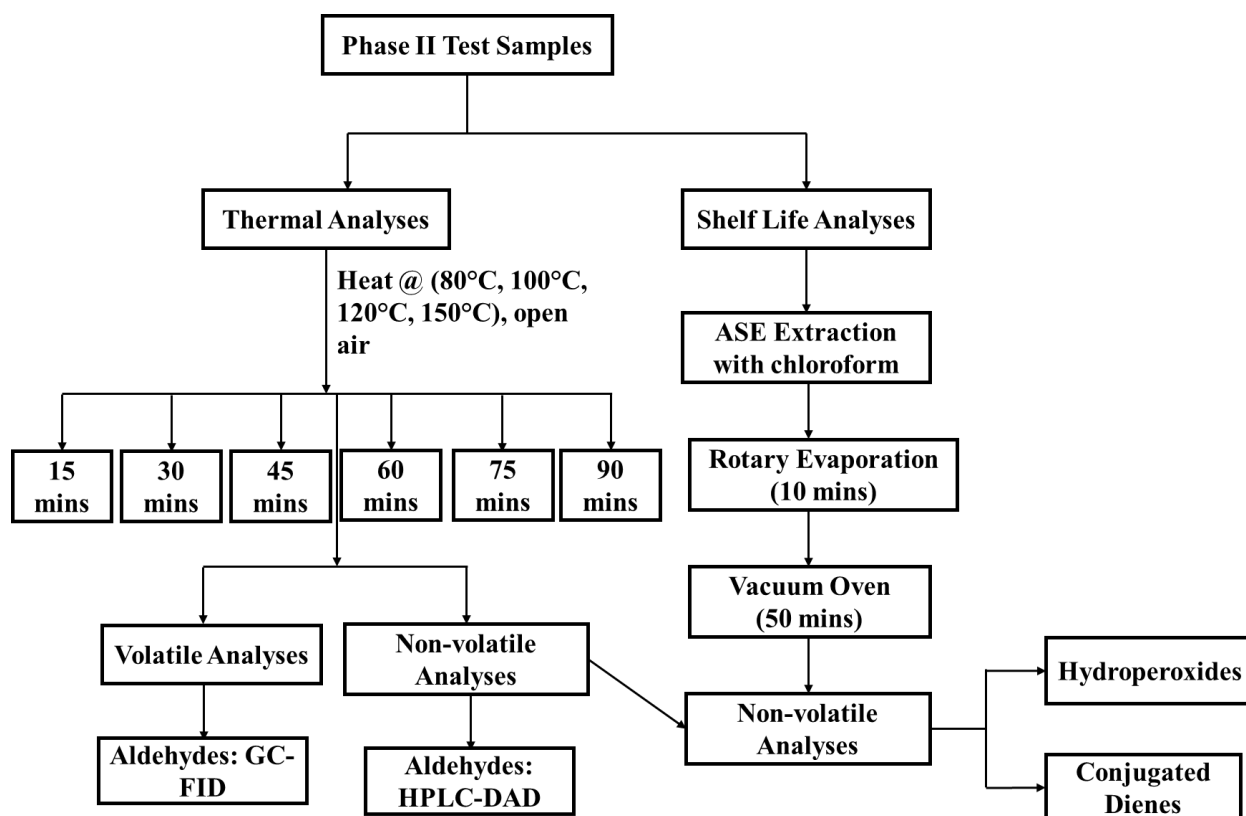 Phase II Test Samples
Thermal Analyses
Shelf Life Analyses
Heat @ (80°C, 100°C,
120°C, 150°C), open
air
ASE Extraction
with chloroform
15
mins
30
mins
45
mins
60
mins
75
mins
90
mins
Rotary Evaporation
(10 mins)
Vacuum Oven
(50 mins)
Volatile Analyses
Non-volatile
Analyses
Non-volatile
Analyses
Hydroperoxides
Aldehydes: GC-
FID
Aldehydes:
HPLC-DAD
Conjugated
Dienes